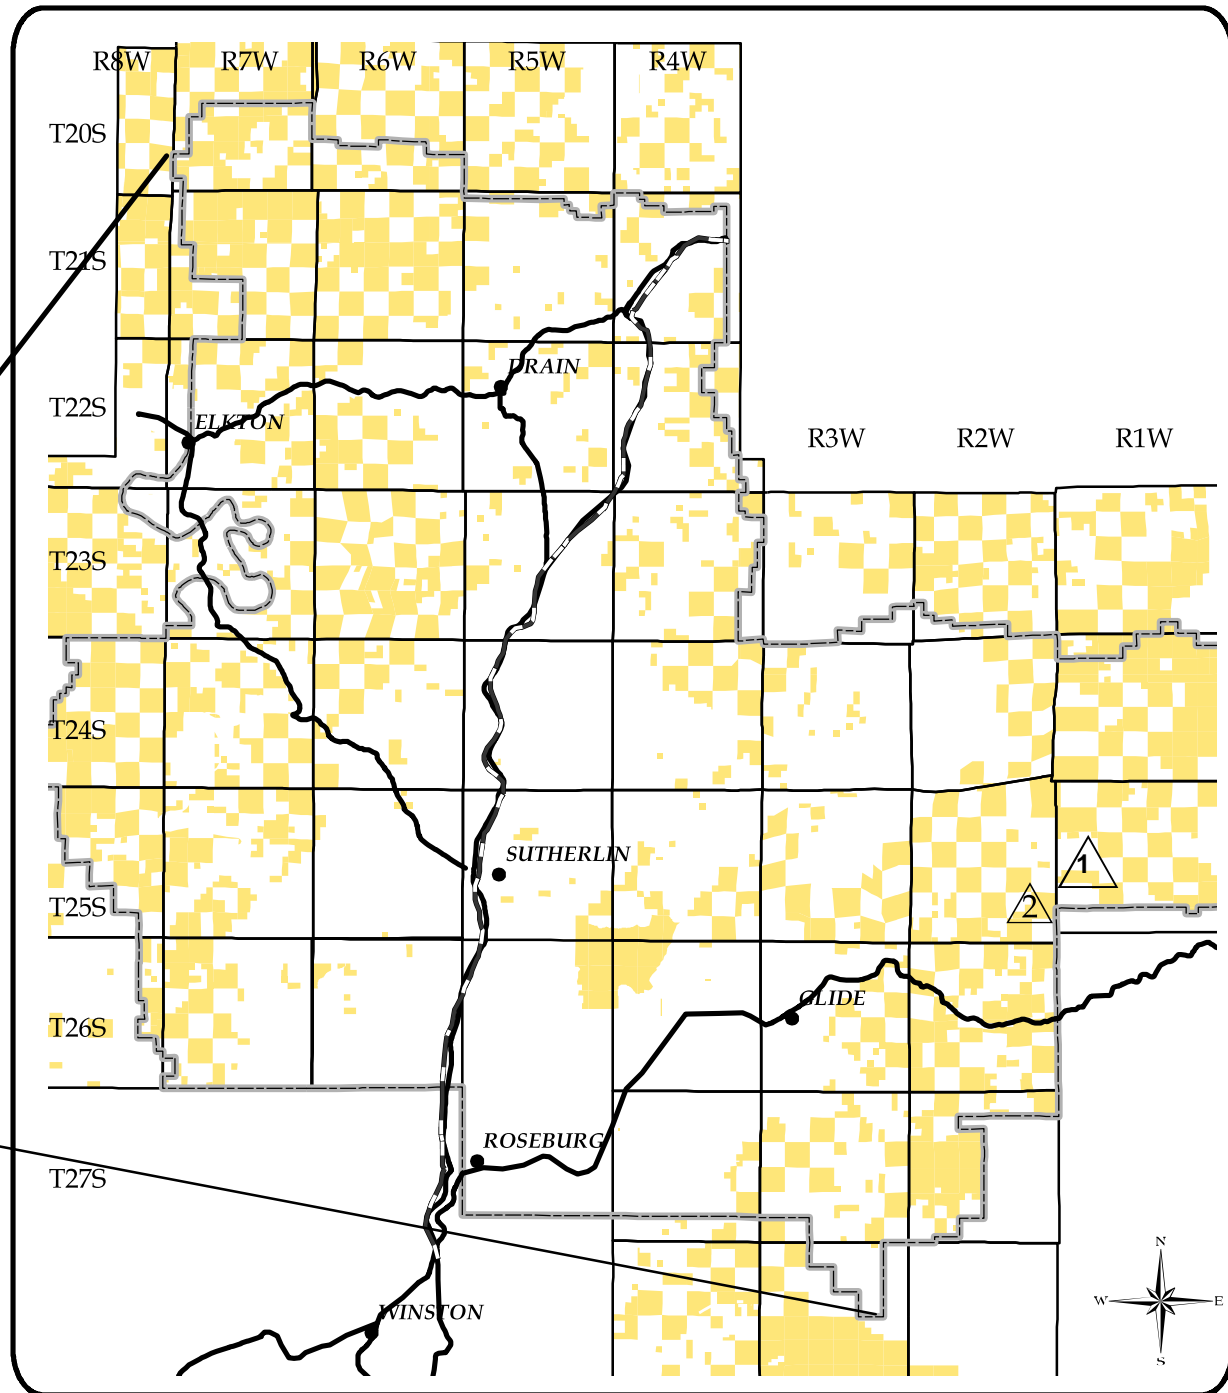 R8W R7W R6W R5W R4W
T20S
T21S
DRAIN
T22S
ELKTON
R3W R2W R1W
T23S
T24S
SUTHERLIN
1
2
T25S
GLIDE
T26S
ROSEBURG
T27S
N
W E
S
WINSTON